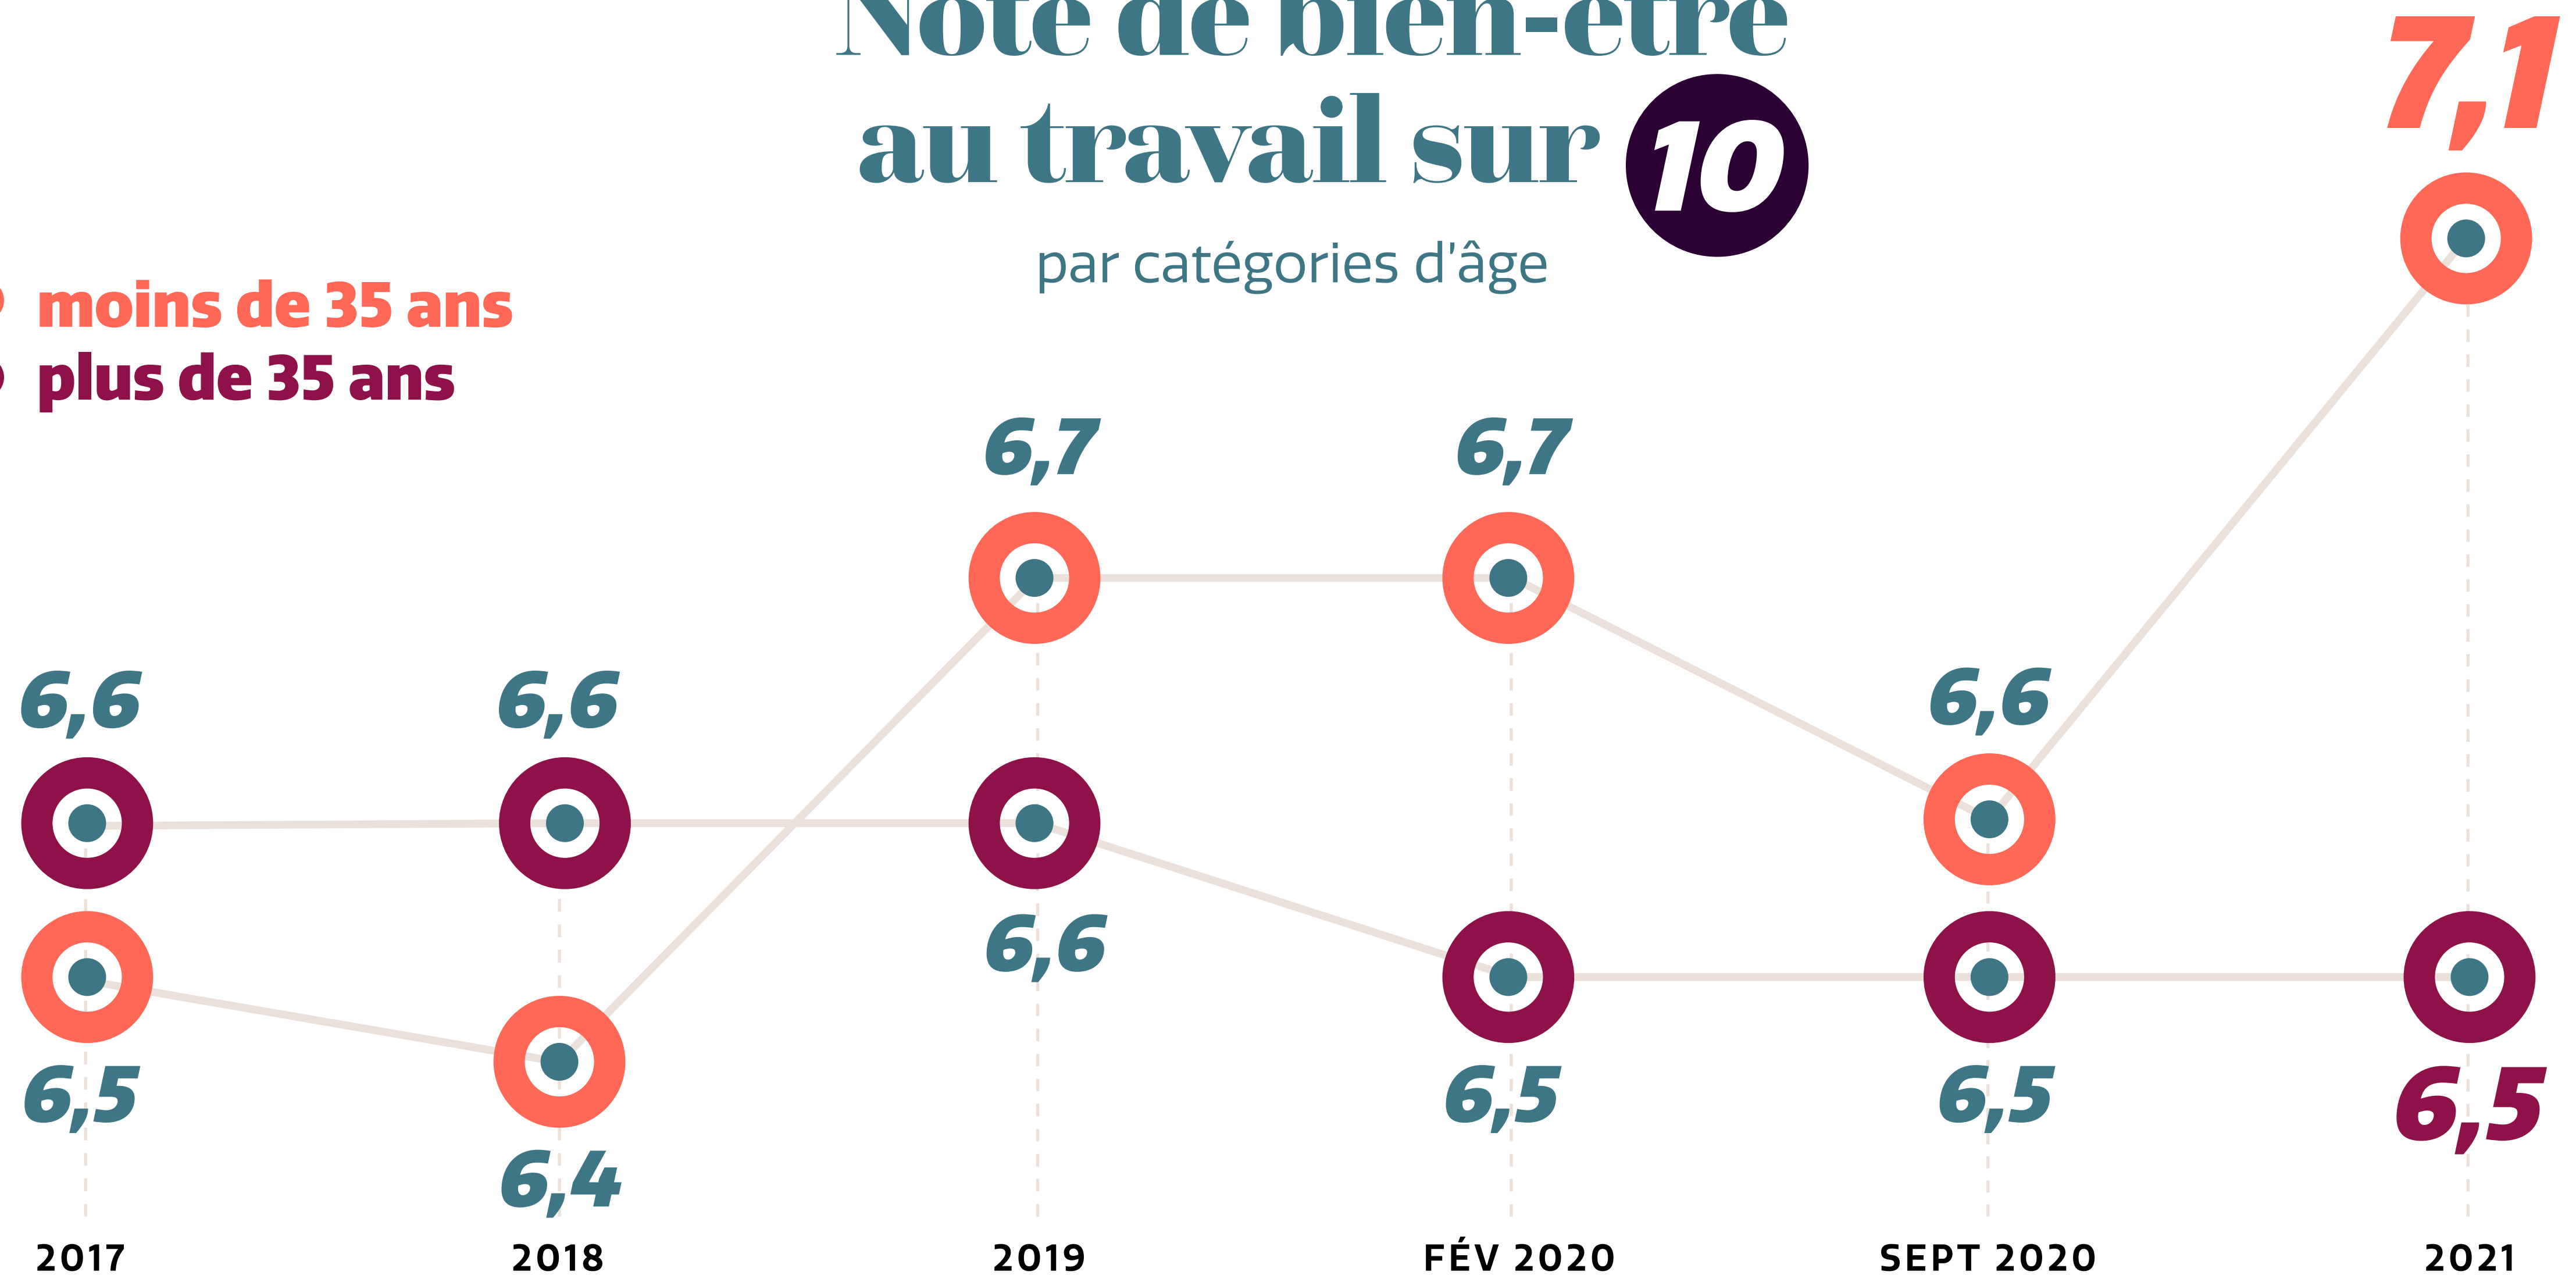 Note de bien-être
au travail sur 10
par catégories d'âge
7,1
moins de 35 ans
plus de 35 ans
6,7 6,7
6,6 6,6 6,6
6,6
6,5 6,5 6,5 6,5
6,4
2017 2018 2019 FÉV 2020 SEPT 2020 2021